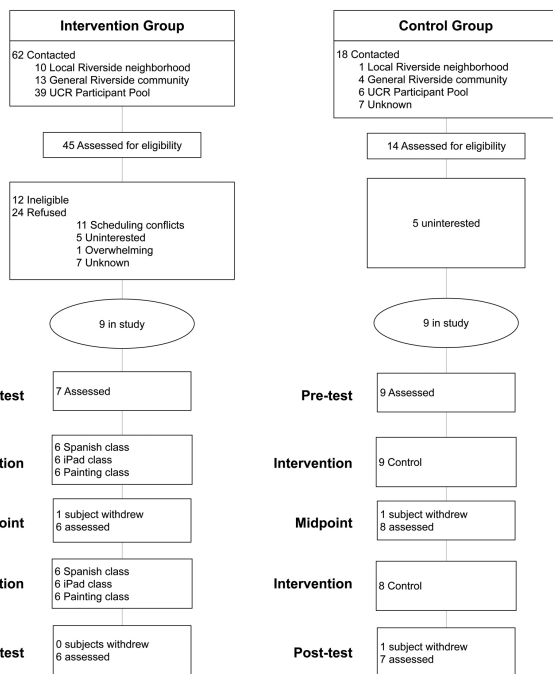 Intervention Group
62 Contacted
10 Local Riverside neighborhood
13 General Riverside community
39 UCR Participant Pool
45 Assessed for eligibility
12 Ineligible
24 Refused
11 Scheduling conflicts
5 Uninterested
1 Overwhelming
7 Unknown
9 in study
test
7 Assessed
tion
6 Spanish class
6 iPad class
6 Painting class
oint
1 subject withdrew
6 assessed
tion
6 Spanish class
6 iPad class
6 Painting class
test
0 subjects withdrew
6 assessed
Control Group
18 Contacted
1 Local Riverside neighborhood
4 General Riverside community
6 UCR Participant Pool
7 Unknown
14 Assessed for eligibility
5 uninterested
9 in study
Pre-test
9 Assessed
Intervention
9 Control
Midpoint
1 subject withdrew
8 assessed
Intervention
8 Control
Post-test
1 subject withdrew
7 assessed